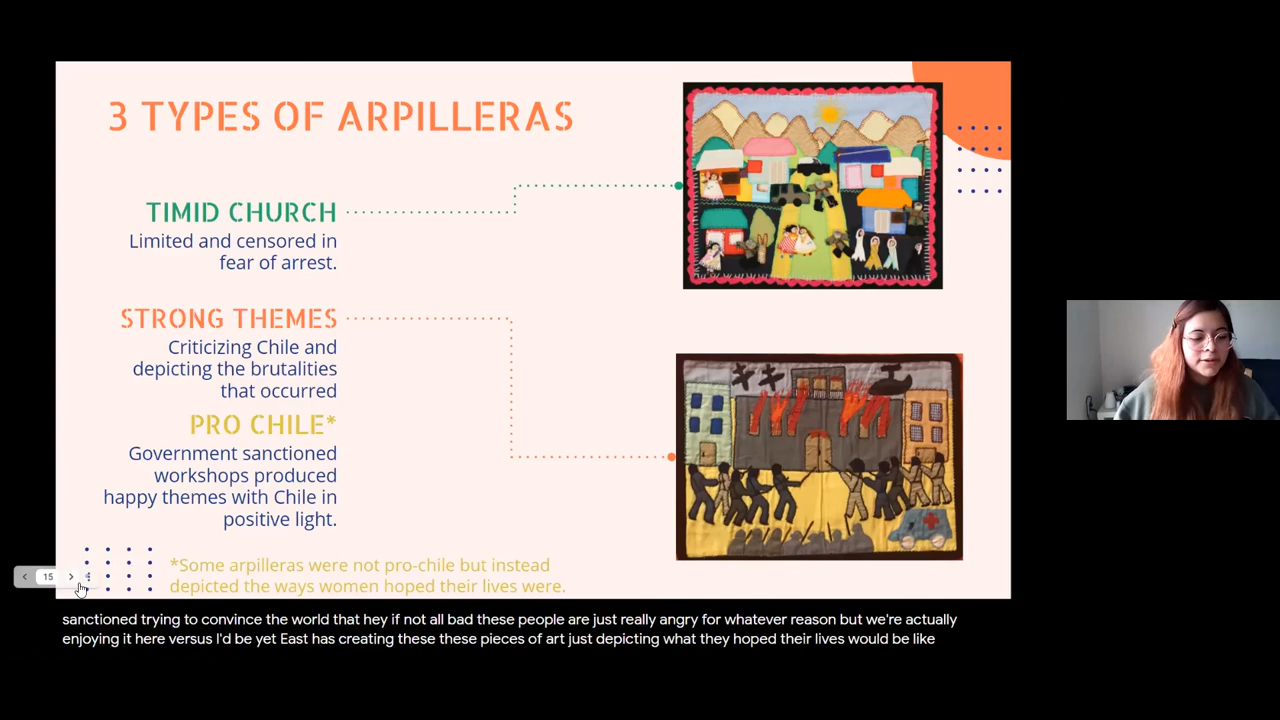 3 TYPES OF ARPILLERAS
TIMID CHURCH
Limited and censored in
fear of arrest.
STRONG THEMES
Criticizing Chile and
depicting the brutalities
that occurred
PRO CHILE*
Government sanctioned
workshops produced
happy themes with Chile in
positive light.
*Some arpilleras were not pro-chile but instead
depicted the ways women hoped their lives were.
15
sanctioned trying to convince the world that hey if not all bad these people are just really angry for whatever reason but we're actually
enjoying it here versus I'd be yet East has creating these these pieces of art just depicting what they hoped their lives would be like